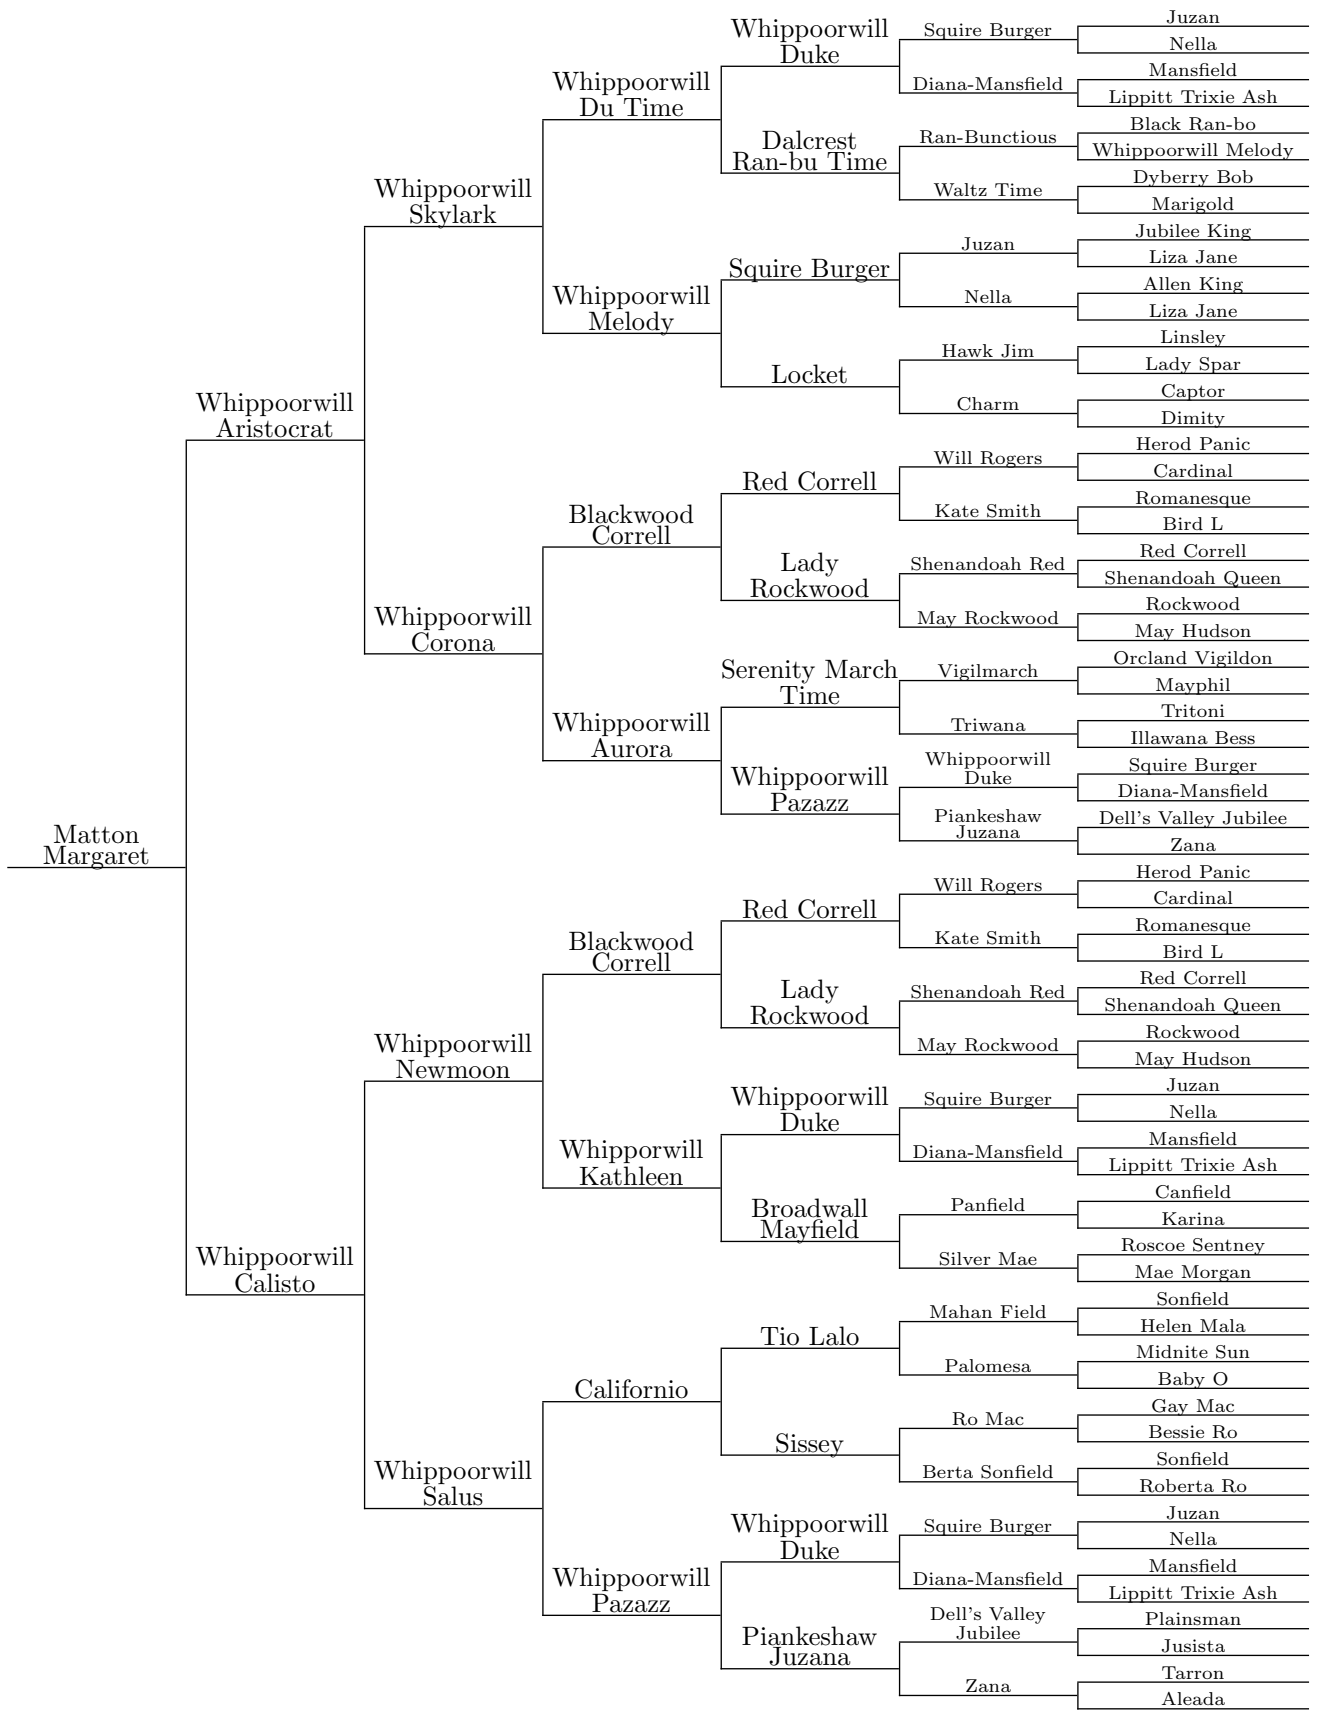 Juzan
Whippoorwill
Duke
Squire Burger
Nella
Mansfield
Whippoorwill
Du Time
Diana-Mansfield
Lippitt Trixie Ash
Black Ran-bo
Dalcrest
Ran-bu Time
Ran-Bunctious
Whippoorwill Melody
Dyberry Bob
Whippoorwill
Skylark
Waltz Time
Marigold
Jubilee King
Juzan
Liza Jane
Squire Burger
Allen King
Whippoorwill
Melody
Nella
Liza Jane
Linsley
Hawk Jim
Lady Spar
Locket
Captor
Whippoorwill
Aristocrat
Charm
Dimity
Herod Panic
Will Rogers
Cardinal
Red Correll
Romanesque
Blackwood
Correll
Kate Smith
Bird L
Red Correll
Lady
Rockwood
Shenandoah Red
Shenandoah Queen
Rockwood
Whippoorwill
Corona
May Rockwood
May Hudson
Orcland Vigildon
Serenity March
Time
Vigilmarch
Mayphil
Tritoni
Whippoorwill
Aurora
Triwana
Illawana Bess
Whippoorwill
Duke
Squire Burger
Whippoorwill
Pazazz
Diana-Mansfield
Piankeshaw
Juzana
Dell's Valley Jubilee
Zana
Matton
Margaret
Herod Panic
Will Rogers
Cardinal
Red Correll
Romanesque
Blackwood
Correll
Kate Smith
Bird L
Red Correll
Lady
Rockwood
Shenandoah Red
Shenandoah Queen
Rockwood
Whippoorwill
Newmoon
May Rockwood
May Hudson
Juzan
Whippoorwill
Duke
Squire Burger
Nella
Mansfield
Whipporwill
Kathleen
Diana-Mansfield
Lippitt Trixie Ash
Canfield
Broadwall
Mayfield
Panfield
Karina
Roscoe Sentney
Whippoorwill
Calisto
Silver Mae
Mae Morgan
Sonfield
Mahan Field
Helen Mala
Tio Lalo
Midnite Sun
Palomesa
Baby O
Californio
Gay Mac
Ro Mac
Bessie Ro
Sissey
Sonfield
Whippoorwill
Salus
Berta Sonfield
Roberta Ro
Juzan
Whippoorwill
Duke
Squire Burger
Nella
Mansfield
Whippoorwill
Pazazz
Diana-Mansfield
Lippitt Trixie Ash
Dell's Valley
Jubilee
Plainsman
Piankeshaw
Juzana
Jusista
Tarron
Zana
Aleada